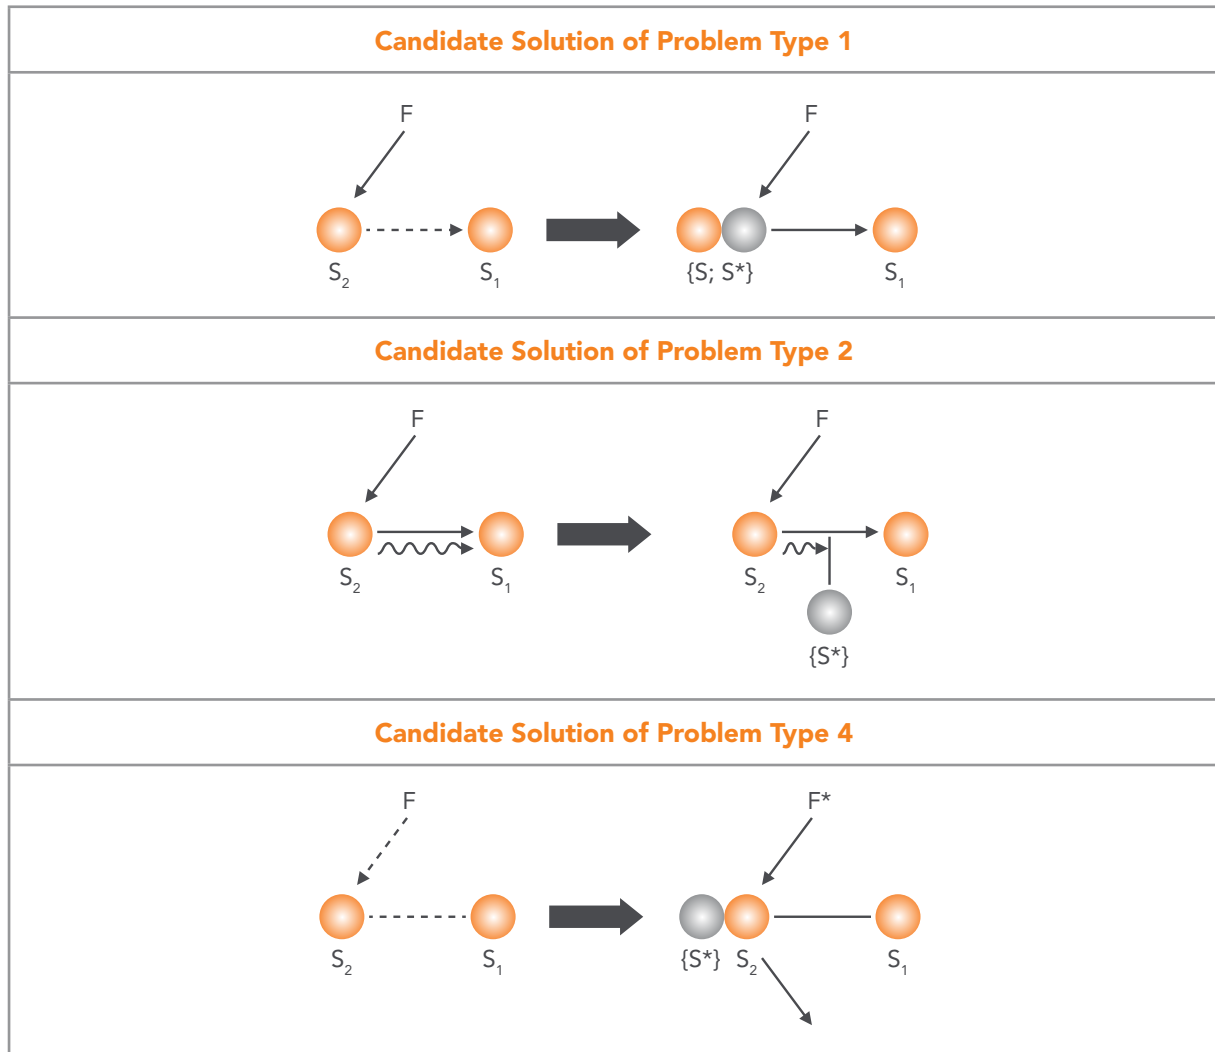 Candidate Solution of Problem Type 1
F F
S2 S1 {S; S*} S1
Candidate Solution of Problem Type 2
F F
S2 S1 S2 S1
{S*}
Candidate Solution of Problem Type 4
F F*
S2 S1 {S*} S2 S1